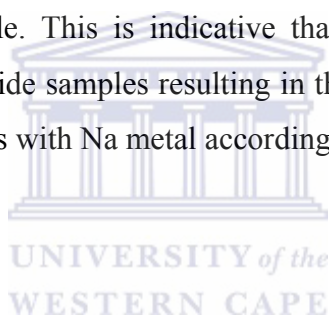 le. This is indicative tha
ide samples resulting in th
s with Na metal according
UNIVERSITY of the
WESTERN CAPE